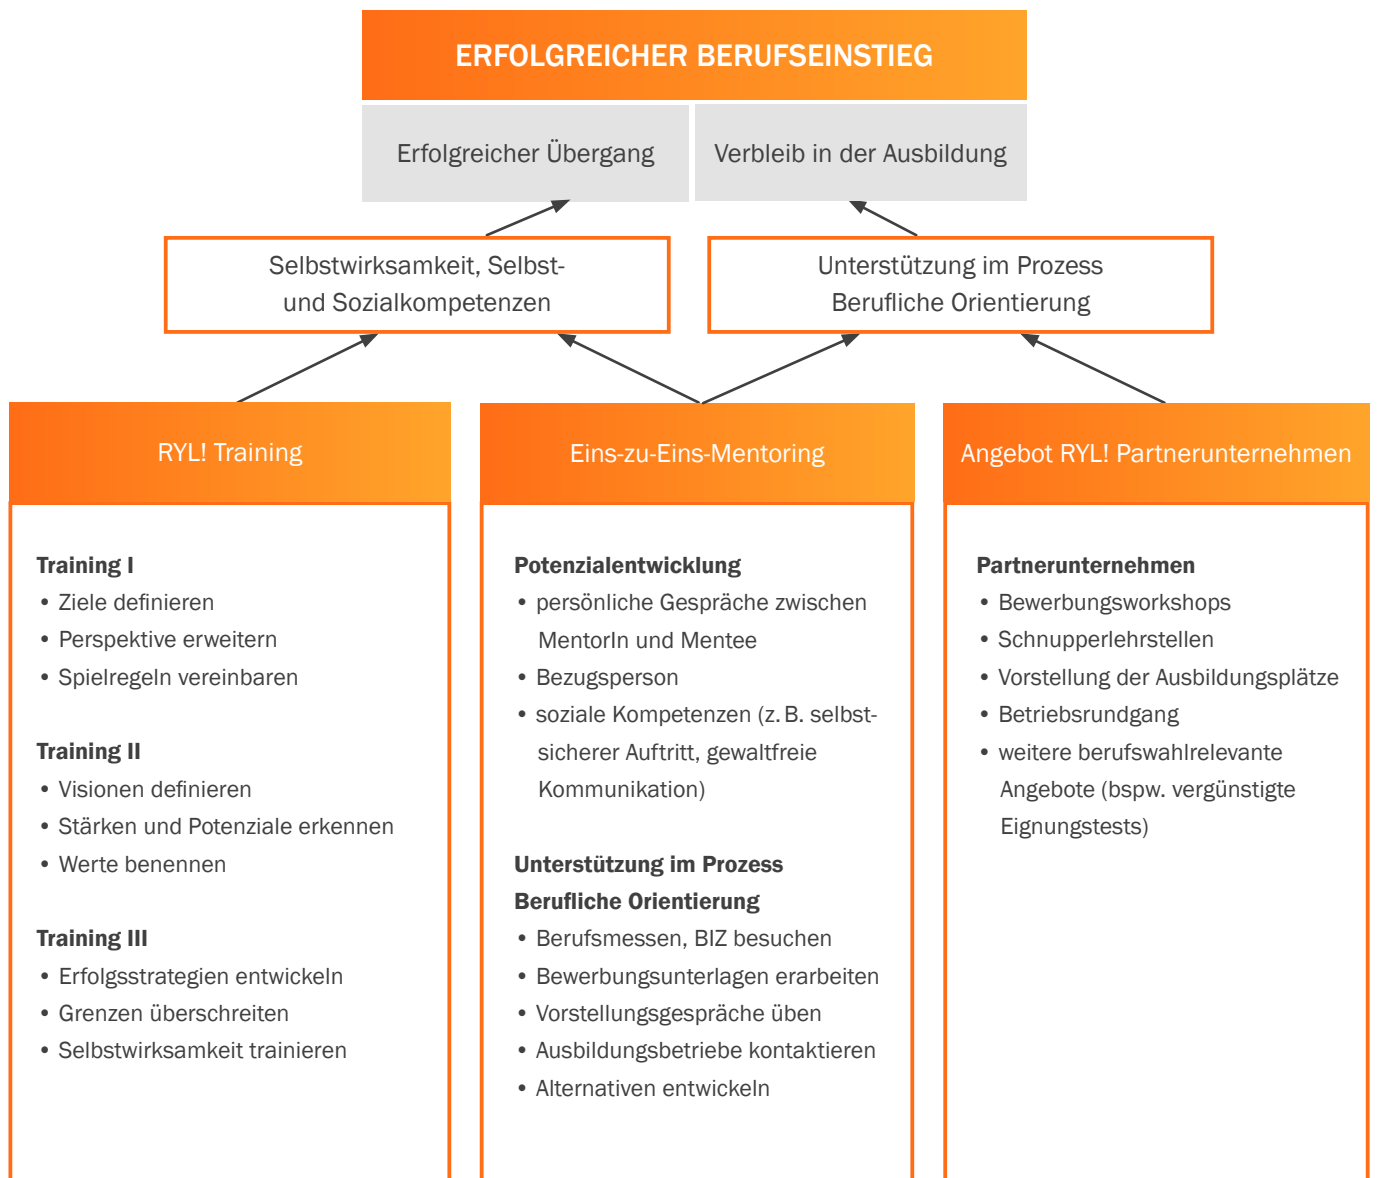 ERFOLGREICHER BERUFSEINSTIEG
Erfolgreicher Übergang
Verbleib in der Ausbildung
Selbstwirksamkeit, Selbst-
und Sozialkompetenzen
Unterstützung im Prozess
Berufliche Orientierung
RYL! Training
Training I
• Ziele definieren
• Perspektive erweitern
• Spielregeln vereinbaren
Training II
• Visionen definieren
• Stärken und Potenziale erkennen
• Werte benennen
Training III
• Erfolgsstrategien entwickeln
• Grenzen überschreiten
• Selbstwirksamkeit trainieren
Eins-zu-Eins-Mentoring
Potenzialentwicklung
• persönliche Gespräche zwischen
MentorIn und Mentee
• Bezugsperson
• soziale Kompetenzen (z. B. selbst-
sicherer Auftritt, gewaltfreie
Kommunikation)
Unterstützung im Prozess
Berufliche Orientierung
• Berufsmessen, BIZ besuchen
• Bewerbungsunterlagen erarbeiten
• Vorstellungsgespräche üben
• Ausbildungsbetriebe kontaktieren
• Alternativen entwickeln
Angebot RYL! Partnerunternehmen
Partnerunternehmen
• Bewerbungsworkshops
• Schnupperlehrstellen
• Vorstellung der Ausbildungsplätze
• Betriebsrundgang
• weitere berufswahlrelevante
Angebote (bspw. vergünstigte
Eignungstests)